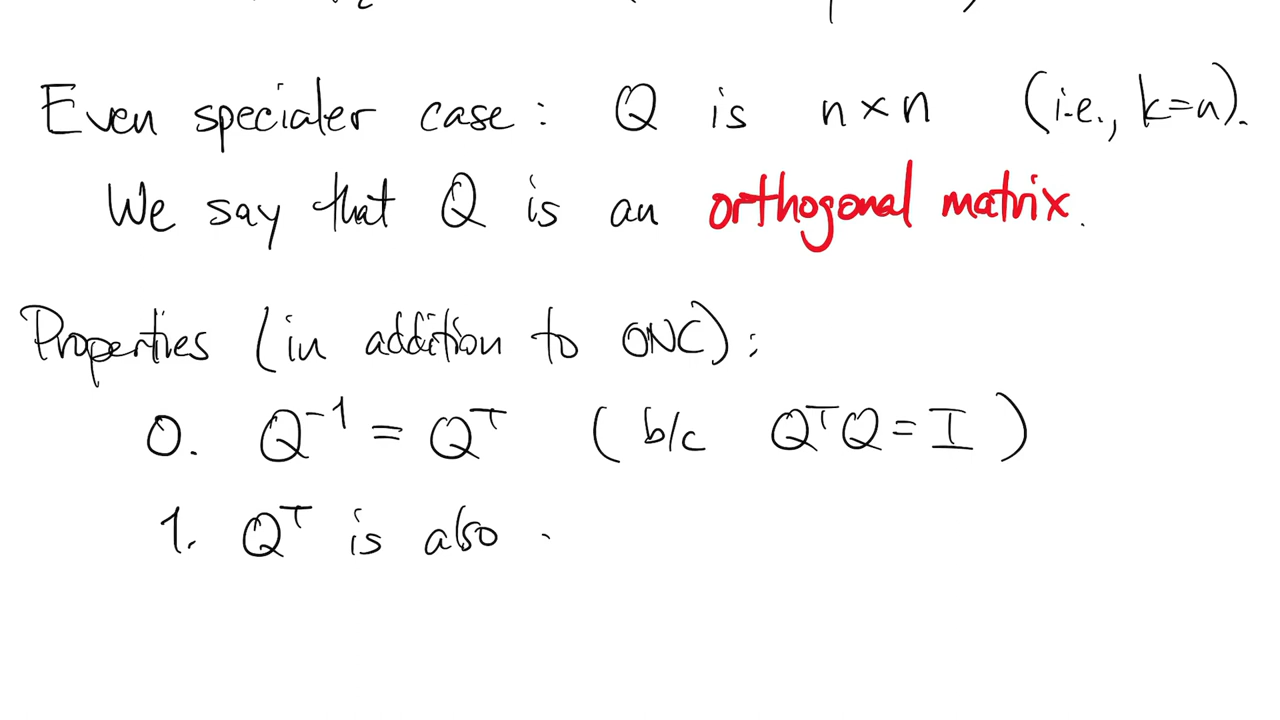 Even specialer case: Q is n×n (i.e., k=n).
We say that Q is an orthogonal matrix.
Properties (in addition to ONC):
0. Q⁻¹ = Qᵀ (b/c QᵀQ = I)
1. Qᵀ is also